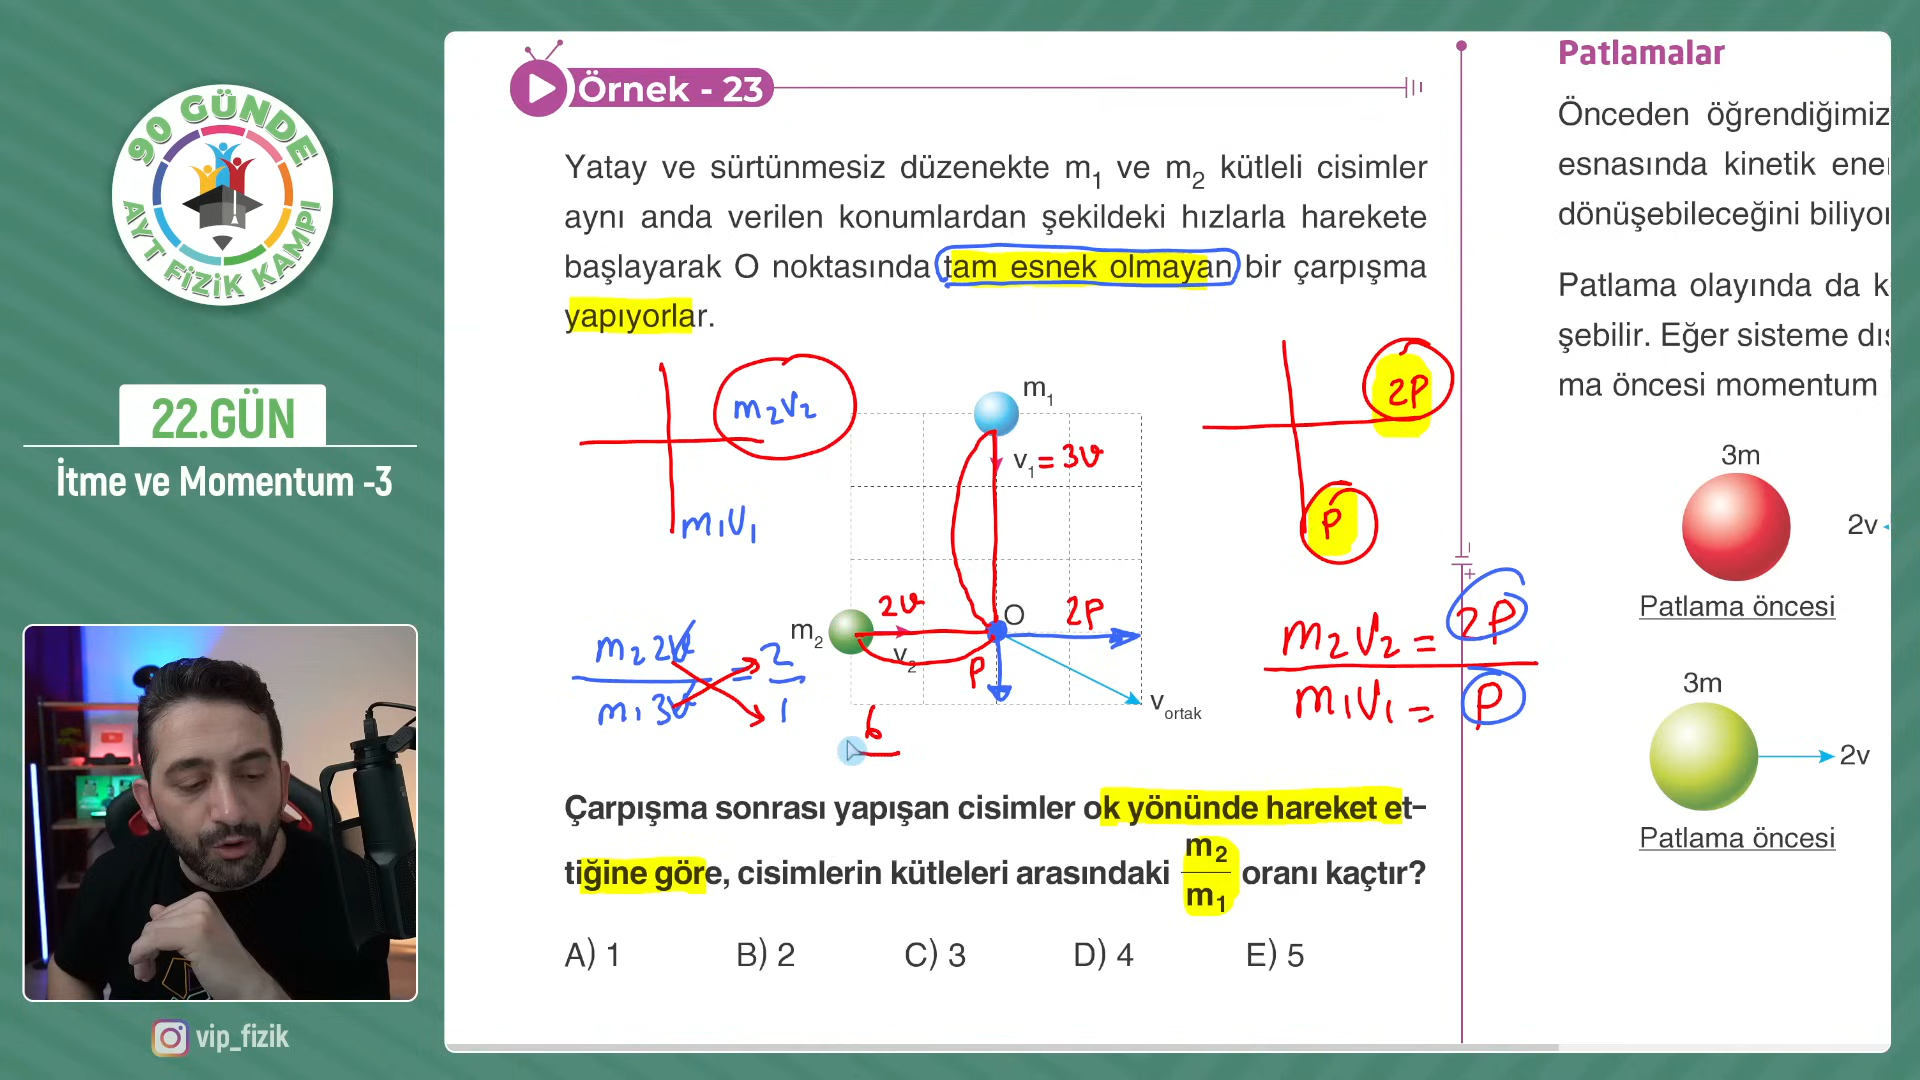 90 GÜNDE
AYT FİZİK KAMPI
22.GÜN
İtme ve Momentum -3
vip_fizik
Örnek - 23
Yatay ve sürtünmesiz düzenekte m1 ve m2 kütleli cisimler
aynı anda verilen konumlardan şekildeki hızlarla harekete
başlayarak O noktasında tam esnek olmayan bir çarpışma
yapıyorlar.
m2v2
m1v1
m1
v1 = 3v
2P
P
m2
2v
v2
O
2P
P
vortak
m2 2v
m1 3v
= 2
1
6
m2v2 = 2P
m1v1 = P
Çarpışma sonrası yapışan cisimler ok yönünde hareket et-
tiğine göre, cisimlerin kütleleri arasındaki m2/m1 oranı kaçtır?
A) 1 B) 2 C) 3 D) 4 E) 5
Patlamalar
Önceden öğrendiğimiz
esnasında kinetik ener
dönüşebileceğini biliyor
Patlama olayında da k
şebilir. Eğer sisteme dış
ma öncesi momentum
3m
2v
Patlama öncesi
3m
2v
Patlama öncesi